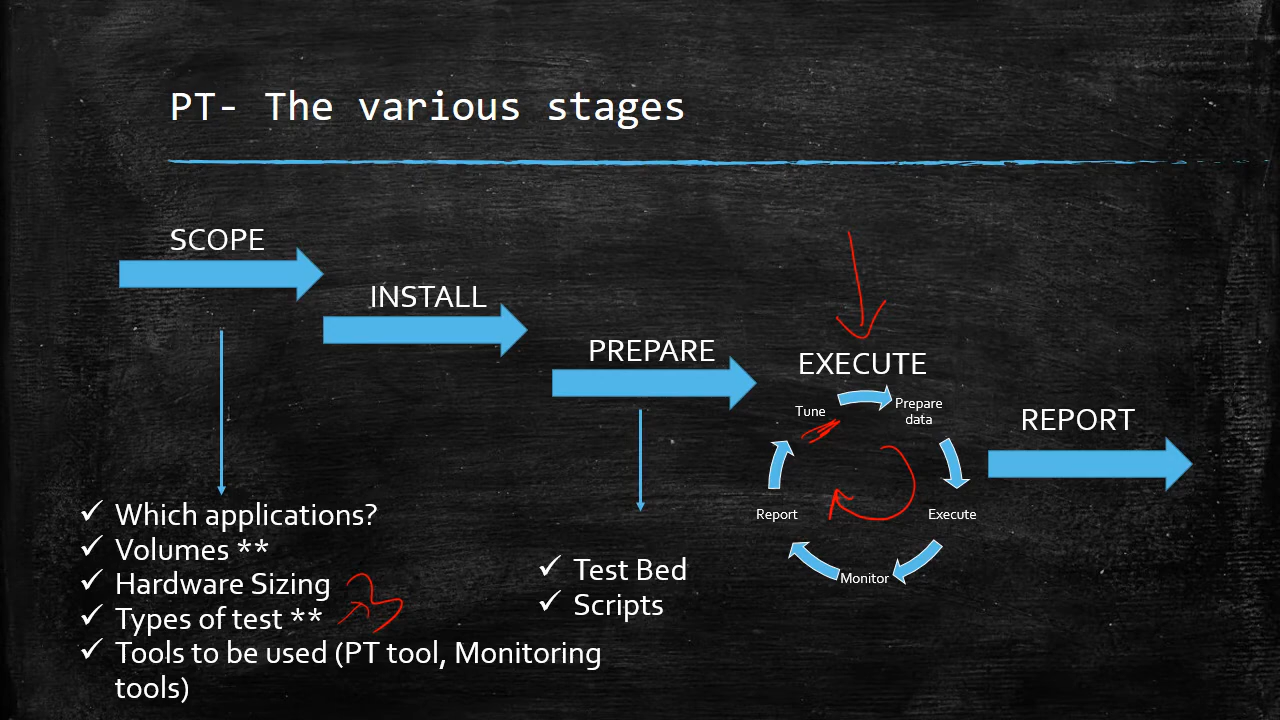 PT- The various stages
SCOPE
INSTALL
PREPARE
EXECUTE
REPORT
Tune
Prepare
data
Execute
Monitor
Report
✓ Which applications?
✓ Volumes **
✓ Hardware Sizing
✓ Types of test **
✓ Tools to be used (PT tool, Monitoring
tools)
✓ Test Bed
✓ Scripts